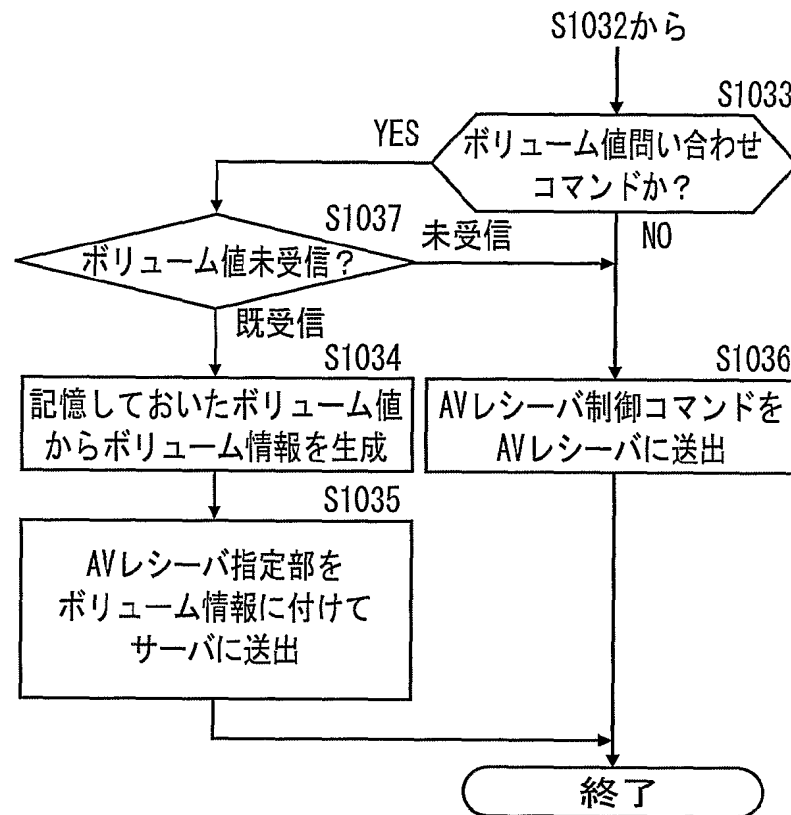 S1032から
S1033
YES
ボリューム値問い合わせ
コマンドか？
S1037
未受信
NO
ボリューム値未受信？
既受信
S1034
S1036
記憶しておいたボリューム値
からボリューム情報を生成
AVレシーバ制御コマンドを
AVレシーバに送出
S1035
AVレシーバ指定部を
ボリューム情報に付けて
サーバに送出
終了